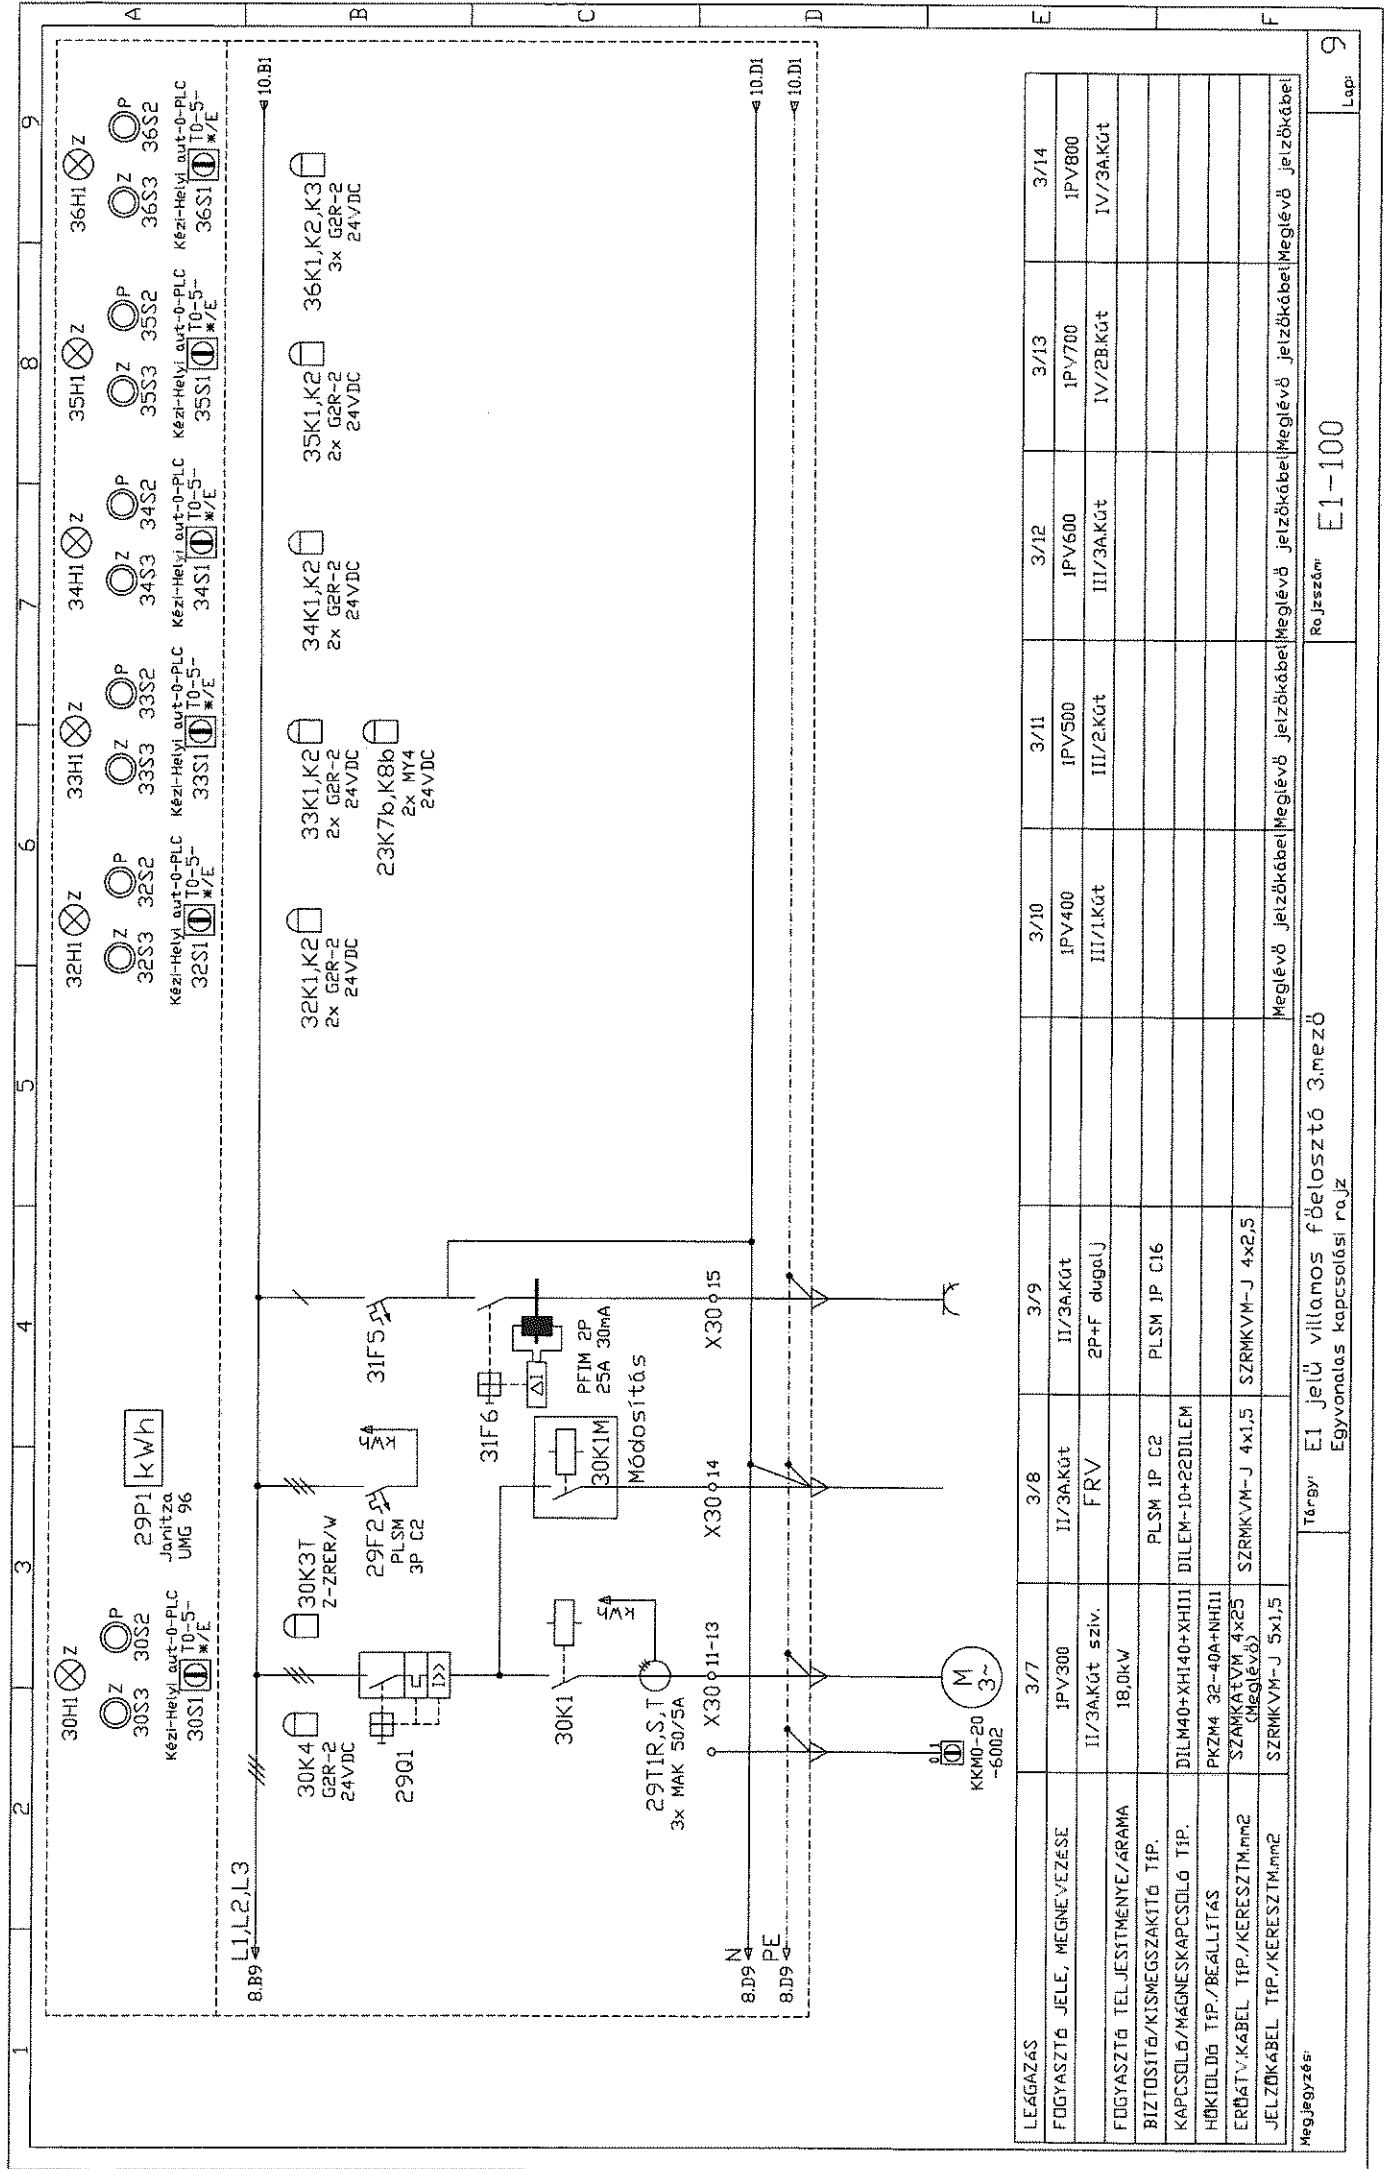 1 2 3 4 5 6 7 8 9
A
B
C
D
E
F
30H1 Z
30S3 Z 30S2 P
Kézi-Helyi aut-0-PLC
30S1 T0-5-
*/E
29P1 kWh
Janitza
UMG 96
32H1 Z
32S3 Z 32S2 P
Kézi-Helyi aut-0-PLC
32S1 T0-5-
*/E
33H1 Z
33S3 Z 33S2 P
Kézi-Helyi aut-0-PLC
33S1 T0-5-
*/E
34H1 Z
34S3 Z 34S2 P
Kézi-Helyi aut-0-PLC
34S1 T0-5-
*/E
35H1 Z
35S3 Z 35S2 P
Kézi-Helyi aut-0-PLC
35S1 T0-5-
*/E
36H1 Z
36S3 Z 36S2 P
Kézi-Helyi aut-0-PLC
36S1 T0-5-
*/E
8.B9 L1,L2,L3 10.B1
30K4
G2R-2
24VDC
30K3T
Z-ZRER/W
29Q1
I>>
29F2
PLSM
3P C2
kWh
31F5
31F6
ΔI
PFIM 2P
25A 30mA
30K1
kWh
30K1M
Módosítás
29T1R,S,T
3x MAK 50/5A
X30 11-13
X30 14
X30 15
32K1,K2
2x G2R-2
24VDC
33K1,K2
2x G2R-2
24VDC
23K7b,K8b
2x MY4
24VDC
34K1,K2
2x G2R-2
24VDC
35K1,K2
2x G2R-2
24VDC
36K1,K2,K3
3x G2R-2
24VDC
8.D9 N 10.D1
8.D9 PE 10.D1
0 1
KKM0-20
-6002
M
3~
LEÁGAZÁS 3/7 3/8 3/9 3/10 3/11 3/12 3/13 3/14
FOGYASZTÓ JELE, MEGNEVEZÉSE 1PV300 II/3A.Kút II/3A.Kút 1PV400 1PV500 1PV600 1PV700 1PV800
II/3A.Kút sziv. FRV 2P+F dugalj III/1.Kút III/2.Kút III/3A.Kút IV/2B.Kút IV/3A.Kút
FOGYASZTÓ TELJESÍTMÉNYE/ÁRAMA 18,0kW
BIZTOSÍTÓ/KISMEGSZAKÍTÓ TíP. PLSM 1P C2 PLSM 1P C16
KAPCSOLÓ/MÁGNESKAPCSOLÓ TíP. DILM40+XHI40+XHI11 DILEM-10+22DILEM
HŐKIOLDÓ TíP./BEÁLLÍTÁS PKZM4 32-40A+NHI11
ERŐÁTV.KÁBEL TíP./KERESZTM.mm2 SZAMKAtVM 4x25 (Meglévő) SZRMKVM-J 4x1,5 SZRMKVM-J 4x2,5
JELZŐKÁBEL TíP./KERESZTM.mm2 SZRMKVM-J 5x1,5 Meglévő jelzőkábel Meglévő jelzőkábel Meglévő jelzőkábel Meglévő jelzőkábel Meglévő jelzőkábel
Megjegyzés:
Tárgy: E1 jelű villamos főelosztó 3.mező
Egyvonalas kapcsolási rajz
Rajzszám: E1-100
Lap: 9